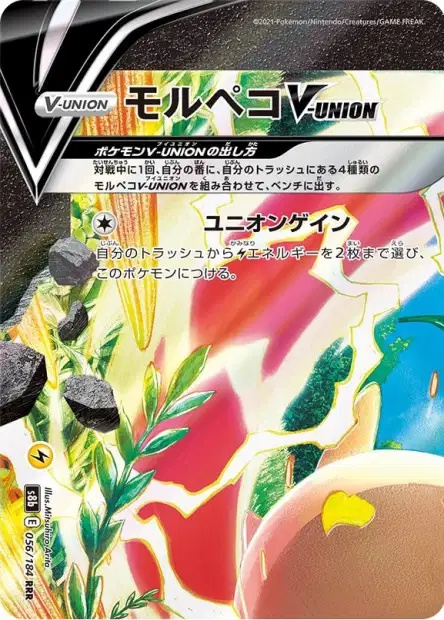 ©2021 Pokémon/Nintendo/Creatures/GAME FREAK.
V-UNION
モルペコV-UNION
ポケモンV-UNIONの出し方
対戦中に1回、自分の番に、自分のトラッシュにある4種類の
モルペコV-UNIONを組み合わせて、ベンチに出す。
ユニオンゲイン
自分のトラッシュからエネルギーを2枚まで選び、
このポケモンにつける。
Illus.Mitsuhiro Arita
s8b E 056/184 RRR